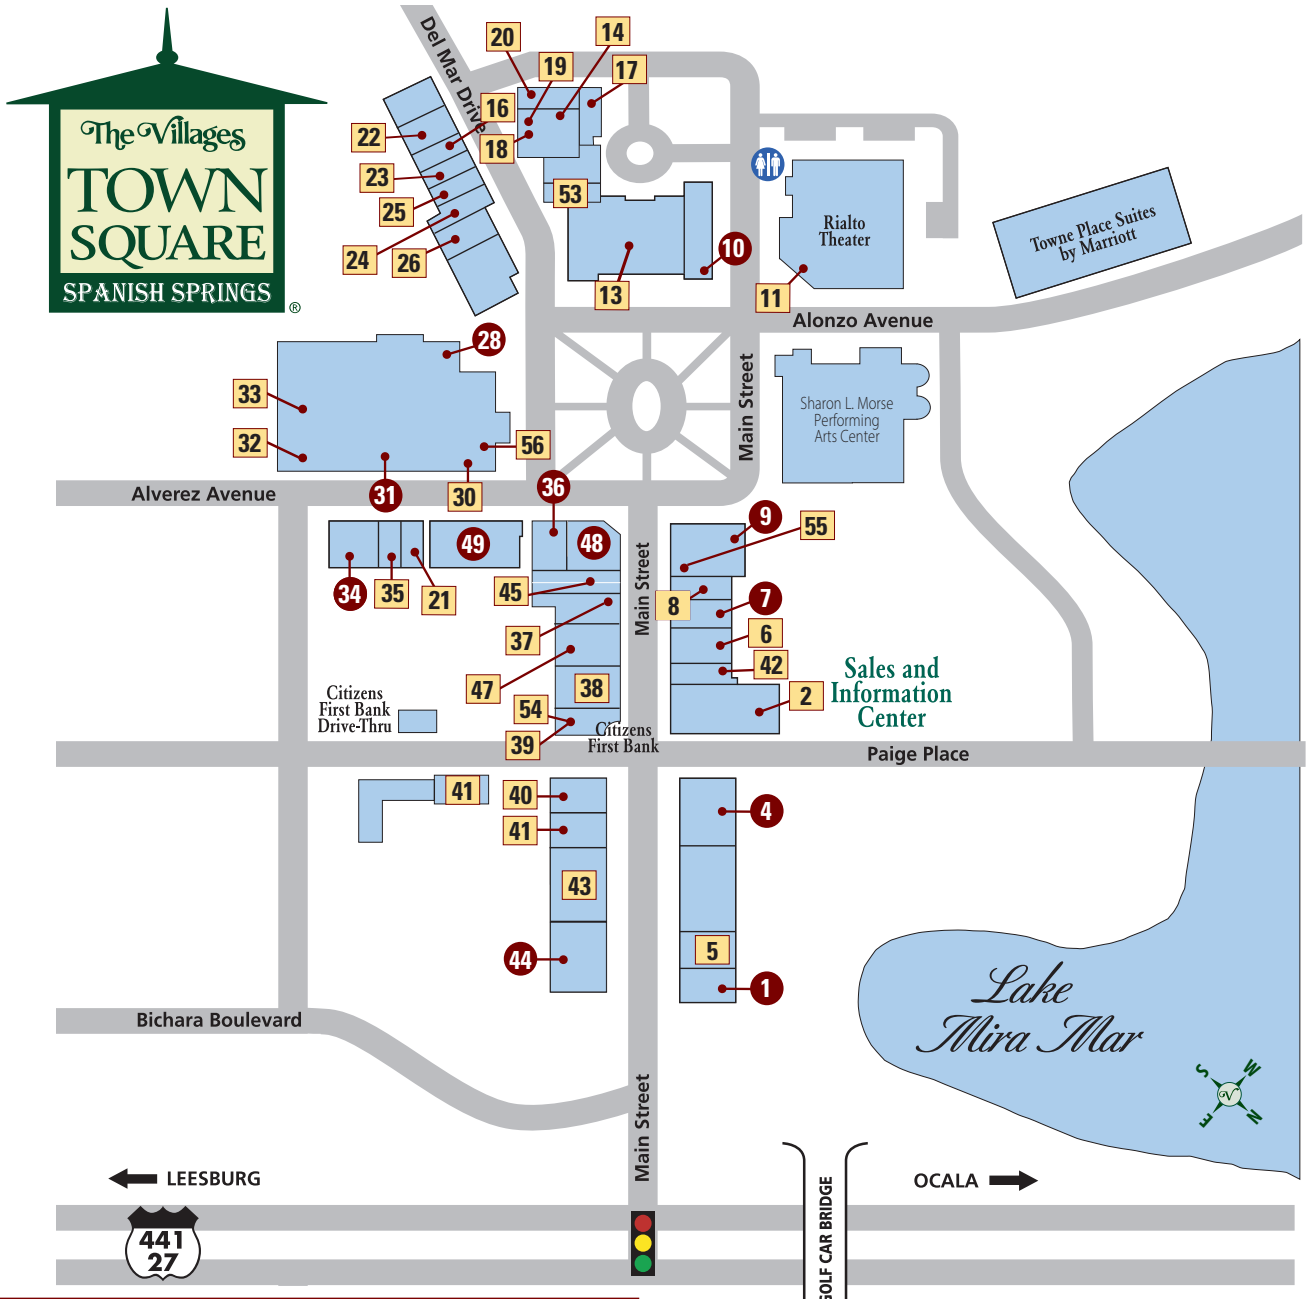 The Villages
TOWN
SQUARE
SPANISH SPRINGS
®
Del Mar Drive
20
14
19
17
16
22
18
23
53
25
24
26
10
13
Rialto
Theater
11
Towne Place Suites
by Marriott
Alonzo Avenue
28
33
32
56
31
30
Main Street
Sharon L. Morse
Performing
Arts Center
Alverez Avenue
36
9
55
49
48
34
35
21
45
8
7
37
6
42
47
38
2
54
39
Main Street
Sales and
Information
Center
Citizens
First Bank
Drive-Thru
Citizens
First Bank
Paige Place
41
40
4
41
43
5
44
1
Lake
Mira Mar
Bichara Boulevard
Main Street
S
W
V
E
N
LEESBURG
OCALA
GOLF CAR BRIDGE
441
27